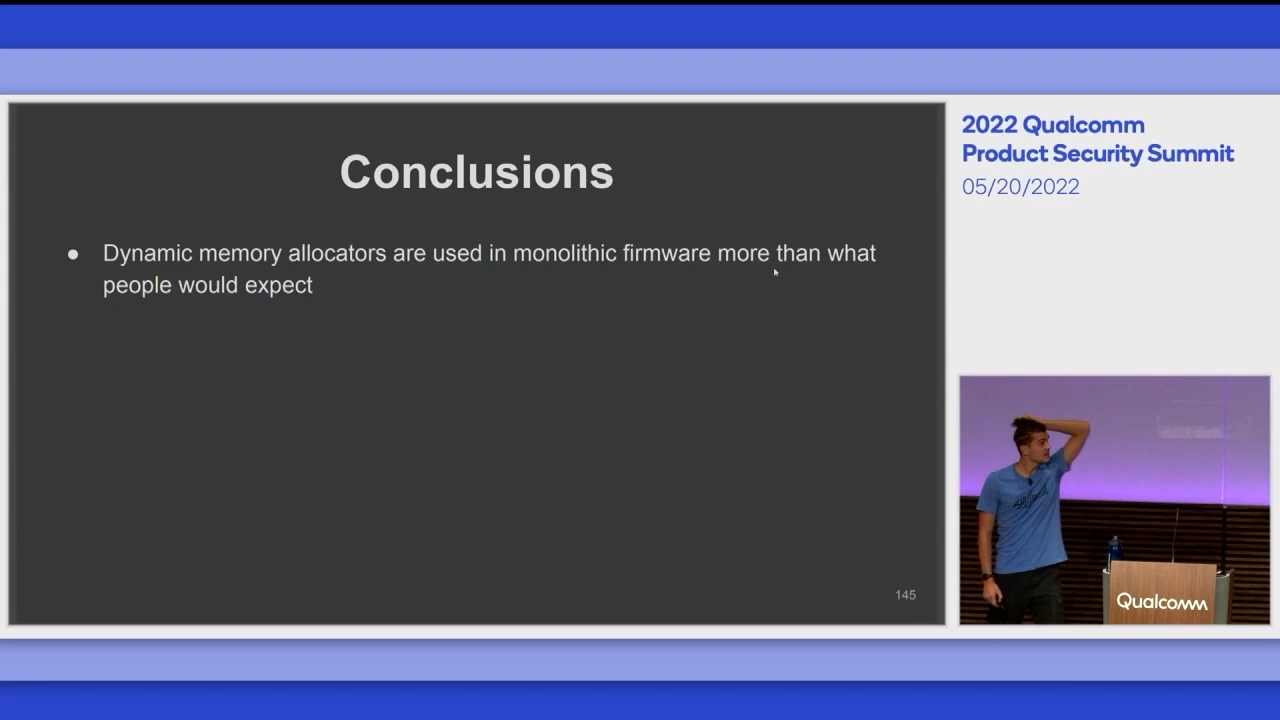 Conclusions
● Dynamic memory allocators are used in monolithic firmware more than what
people would expect
145
2022 Qualcomm
Product Security Summit
05/20/2022
Qualcomm